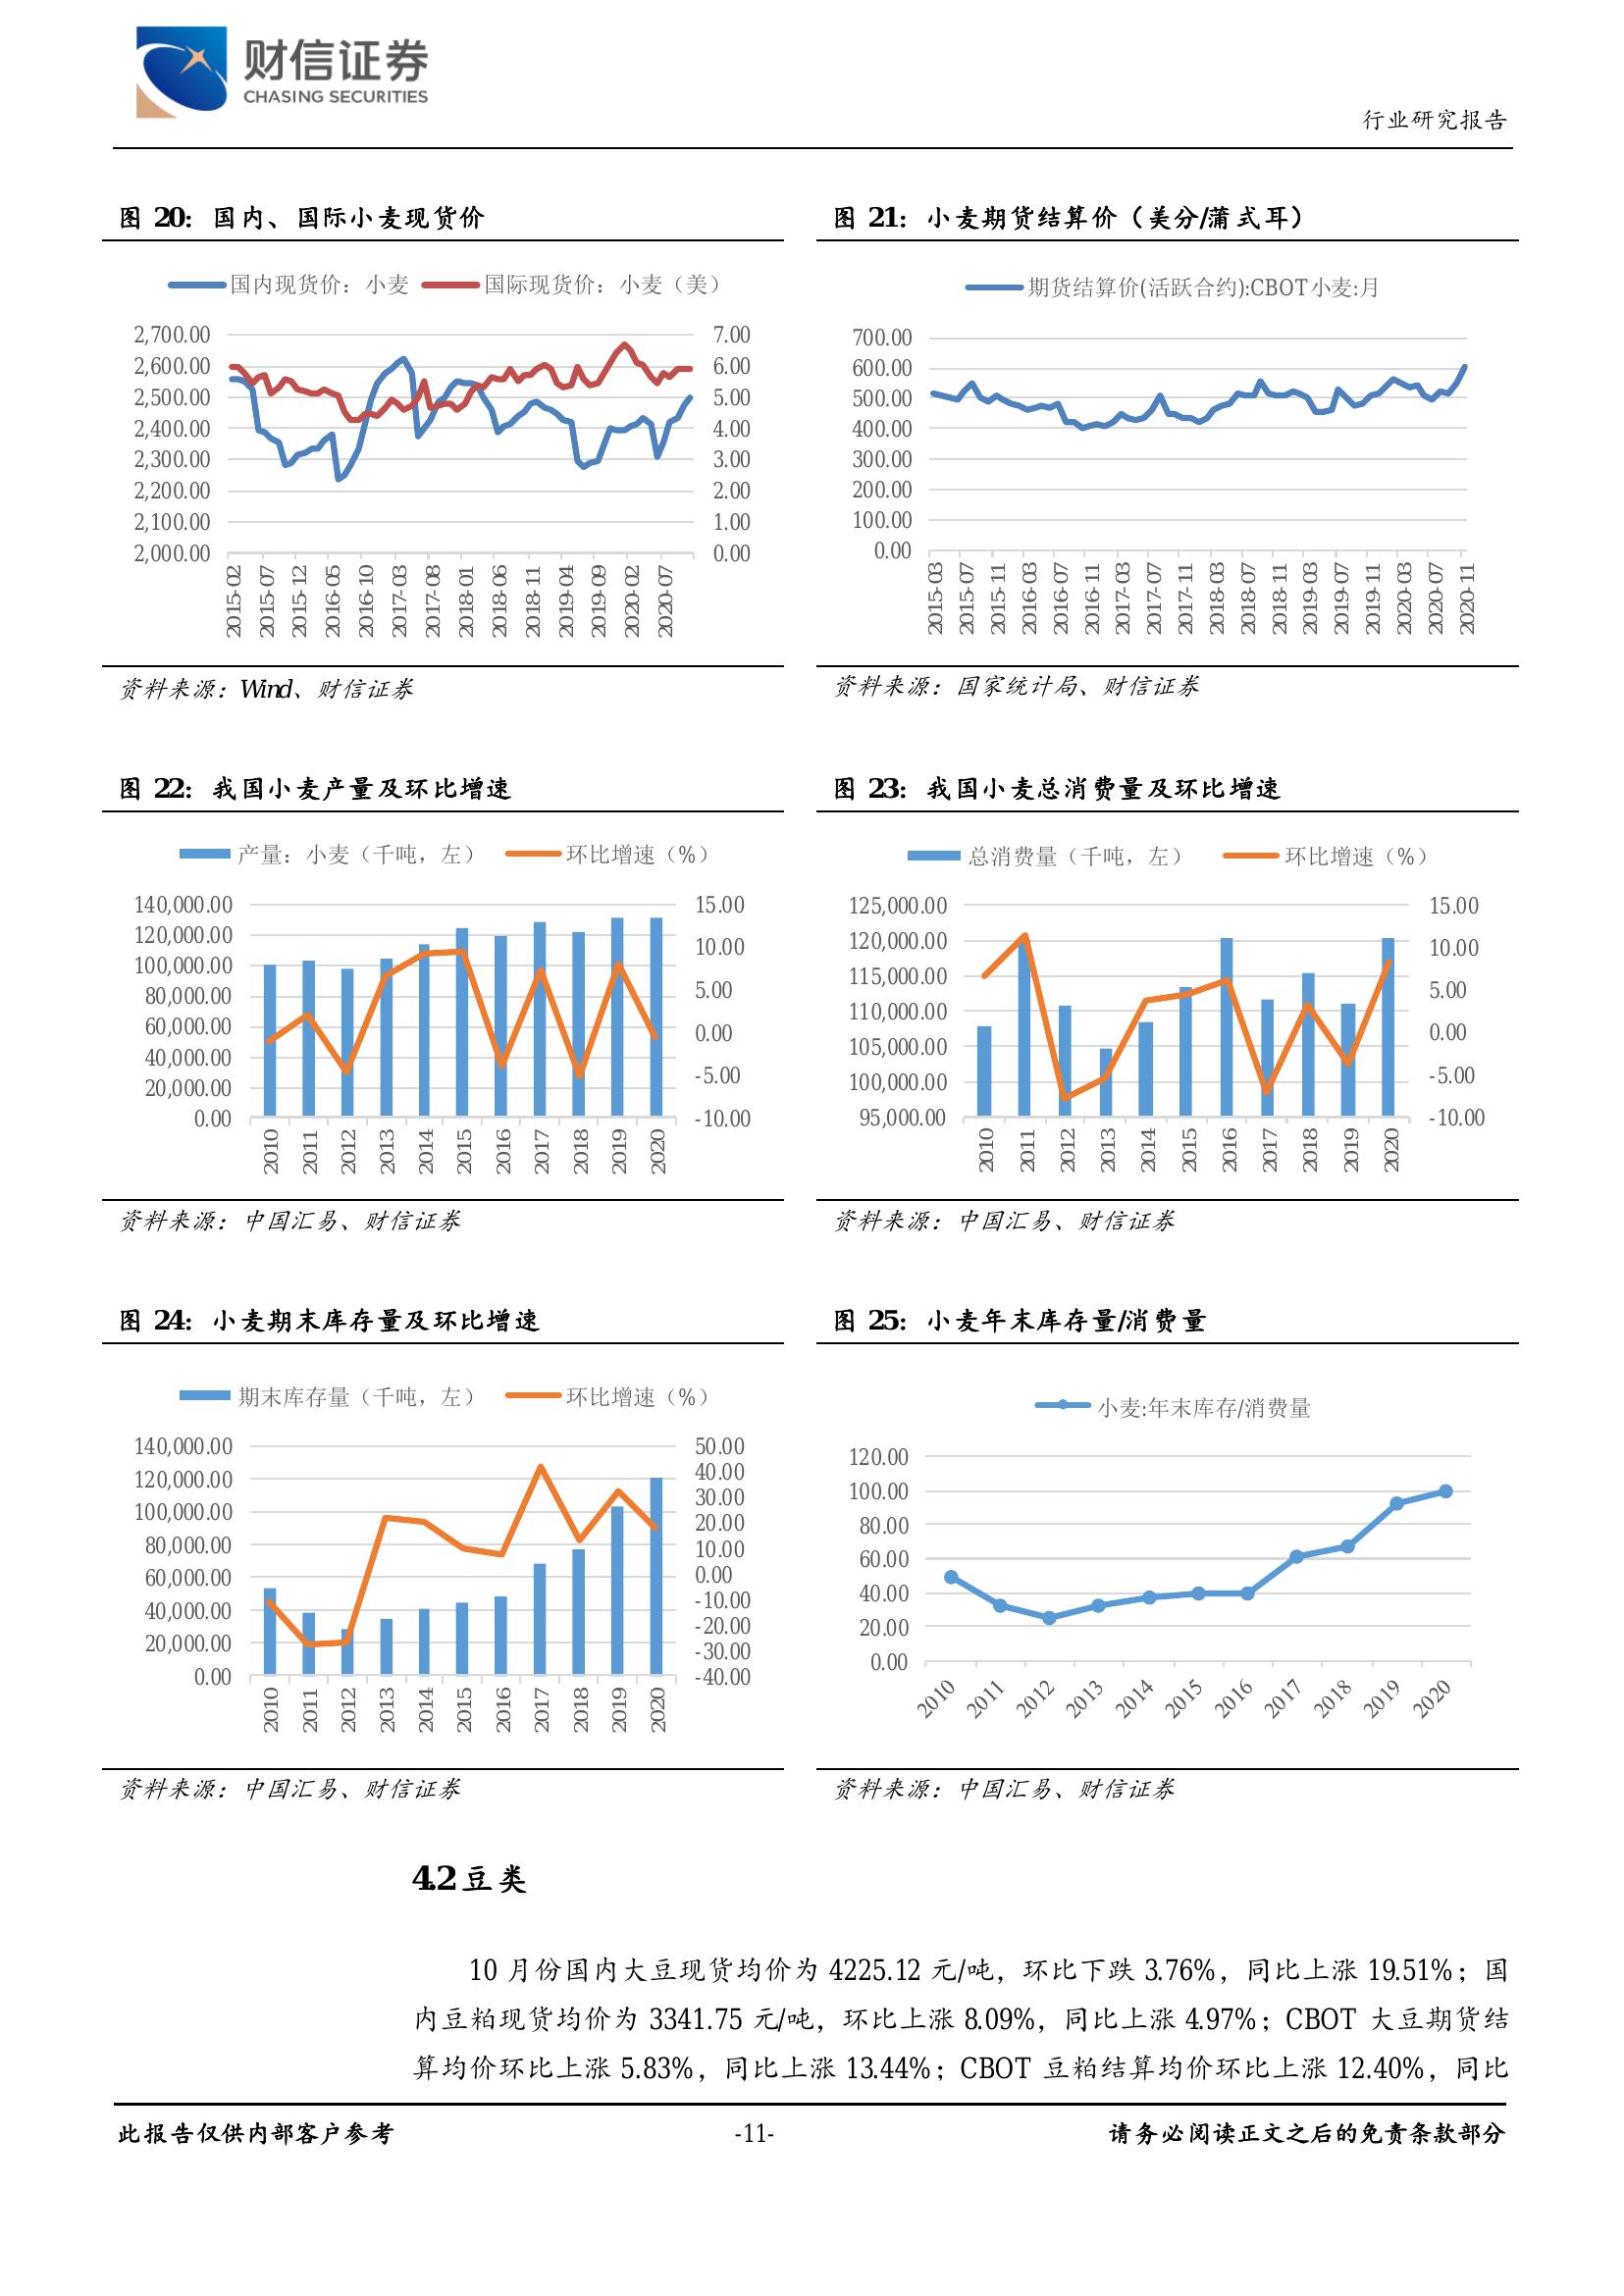 财信证券
CHASING SECURITIES
行业研究报告
图 20：国内、国际小麦现货价
国内现货价：小麦 国际现货价：小麦（美）
2,700.00 7.00
2,600.00 6.00
2,500.00 5.00
2,400.00 4.00
2,300.00 3.00
2,200.00 2.00
2,100.00 1.00
2,000.00 0.00
2015-02 2015-07 2015-12 2016-05 2016-10 2017-03 2017-08 2018-01 2018-06 2018-11 2019-04 2019-09 2020-02 2020-07
资料来源：Wind、财信证券
图 21：小麦期货结算价（美分/蒲式耳）
期货结算价(活跃合约):CBOT小麦:月
700.00
600.00
500.00
400.00
300.00
200.00
100.00
0.00
2015-03 2015-07 2015-11 2016-03 2016-07 2016-11 2017-03 2017-07 2017-11 2018-03 2018-07 2018-11 2019-03 2019-07 2019-11 2020-03 2020-07 2020-11
资料来源：国家统计局、财信证券
图 22：我国小麦产量及环比增速
产量：小麦（千吨，左） 环比增速（%）
140,000.00 15.00
120,000.00 10.00
100,000.00 5.00
80,000.00 0.00
60,000.00 -5.00
40,000.00 -10.00
20,000.00
0.00
2010 2011 2012 2013 2014 2015 2016 2017 2018 2019 2020
资料来源：中国汇易、财信证券
图 23：我国小麦总消费量及环比增速
总消费量（千吨，左） 环比增速（%）
125,000.00 15.00
120,000.00 10.00
115,000.00 5.00
110,000.00 0.00
105,000.00 -5.00
100,000.00 -10.00
95,000.00
2010 2011 2012 2013 2014 2015 2016 2017 2018 2019 2020
资料来源：中国汇易、财信证券
图 24：小麦期末库存量及环比增速
期末库存量（千吨，左） 环比增速（%）
140,000.00 50.00
120,000.00 40.00
100,000.00 30.00
80,000.00 20.00
60,000.00 10.00
40,000.00 0.00
20,000.00 -10.00
0.00 -20.00
-30.00
-40.00
2010 2011 2012 2013 2014 2015 2016 2017 2018 2019 2020
资料来源：中国汇易、财信证券
图 25：小麦年末库存量/消费量
小麦:年末库存/消费量
120.00
100.00
80.00
60.00
40.00
20.00
0.00
2010 2011 2012 2013 2014 2015 2016 2017 2018 2019 2020
资料来源：中国汇易、财信证券
4.2 豆类
10 月份国内大豆现货均价为 4225.12 元/吨，环比下跌 3.76%，同比上涨 19.51%；国
内豆粕现货均价为 3341.75 元/吨，环比上涨 8.09%，同比上涨 4.97%；CBOT 大豆期货结
算均价环比上涨 5.83%，同比上涨 13.44%；CBOT 豆粕结算均价环比上涨 12.40%，同比
此报告仅供内部客户参考 -11- 请务必阅读正文之后的免责条款部分